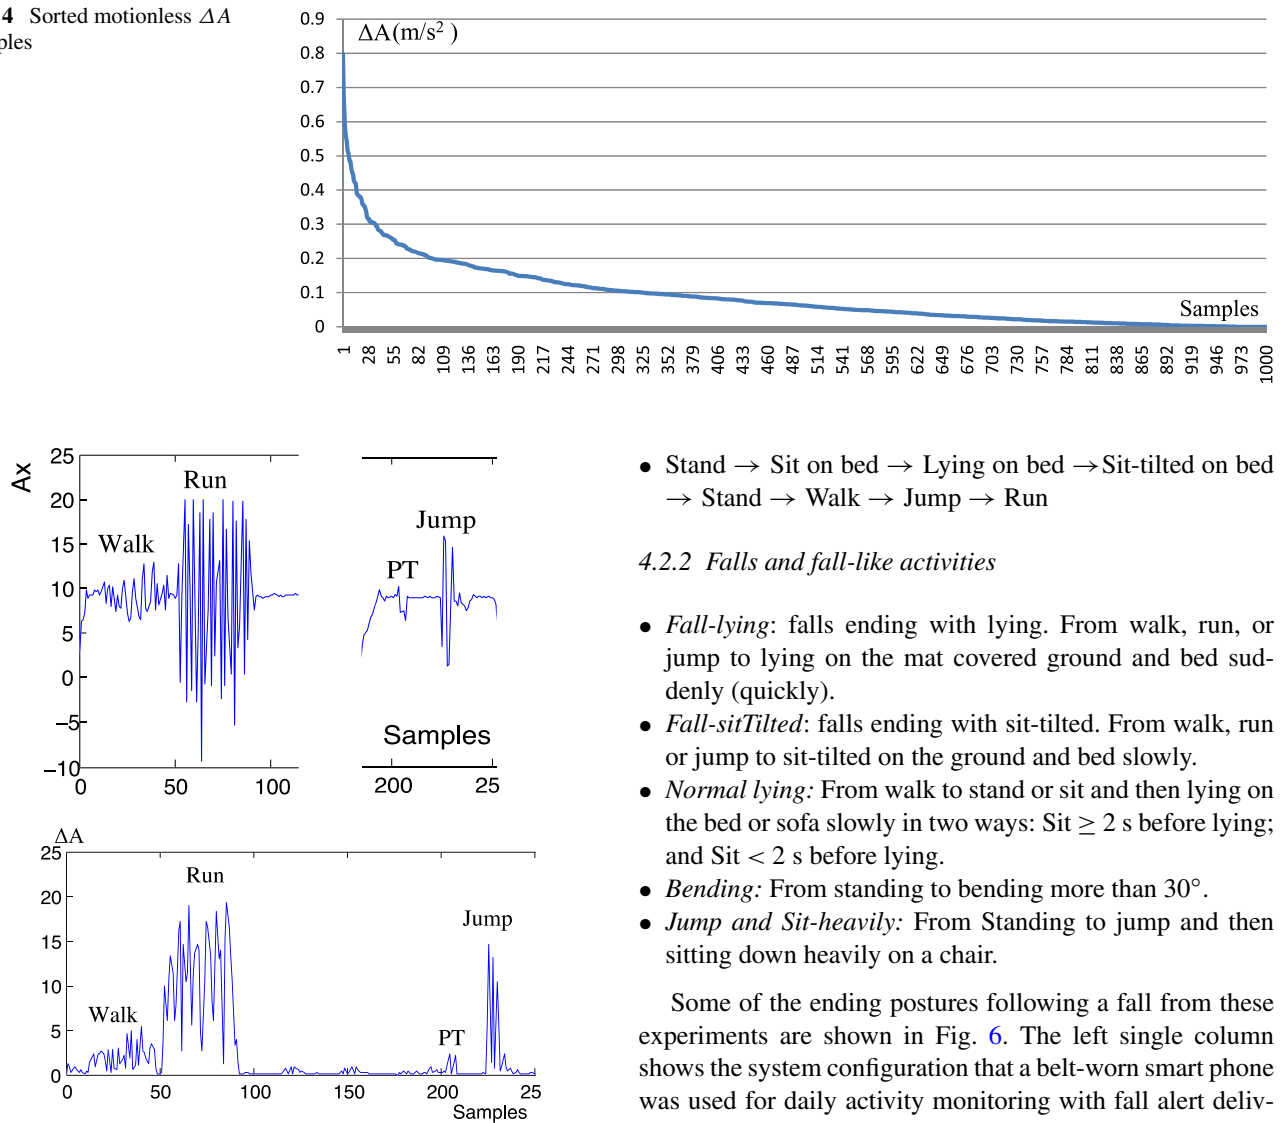 4 Sorted motionless ΔA
ples
ΔA(m/s² )
0.9
0.8
0.7
0.6
0.5
0.4
0.3
0.2
0.1
0
Samples
1 28 55 82 109 136 163 190 217 244 271 298 325 352 379 406 433 460 487 514 541 568 595 622 649 676 703 730 757 784 811 838 865 892 919 946 973 1000
Ax
25
20
15
10
5
0
−5
−10
Walk
Run
PT
Jump
Samples
0 50 100 200 25
ΔA
25
20
15
10
5
0
Walk
Run
PT
Jump
0 50 100 150 200 25
Samples
• Stand → Sit on bed → Lying on bed →Sit-tilted on bed
→ Stand → Walk → Jump → Run
4.2.2 Falls and fall-like activities
• Fall-lying: falls ending with lying. From walk, run, or
jump to lying on the mat covered ground and bed sud-
denly (quickly).
• Fall-sitTilted: falls ending with sit-tilted. From walk, run
or jump to sit-tilted on the ground and bed slowly.
• Normal lying: From walk to stand or sit and then lying on
the bed or sofa slowly in two ways: Sit ≥ 2 s before lying;
and Sit < 2 s before lying.
• Bending: From standing to bending more than 30°.
• Jump and Sit-heavily: From Standing to jump and then
sitting down heavily on a chair.
Some of the ending postures following a fall from these
experiments are shown in Fig. 6. The left single column
shows the system configuration that a belt-worn smart phone
was used for daily activity monitoring with fall alert deliv-